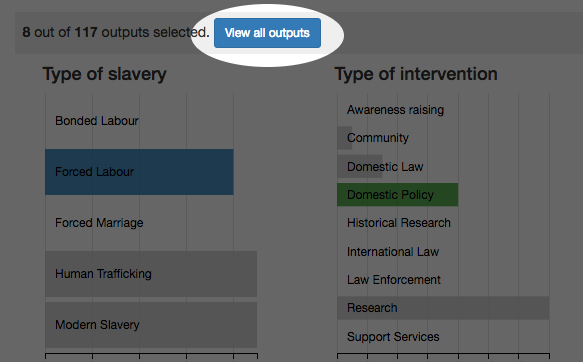 8 out of 117 outputs selected. View all outputs
Type of slavery
Bonded Labour
Forced Labour
Forced Marriage
Human Trafficking
Modern Slavery
Type of intervention
Awareness raising
Community
Domestic Law
Domestic Policy
Historical Research
International Law
Law Enforcement
Research
Support Services